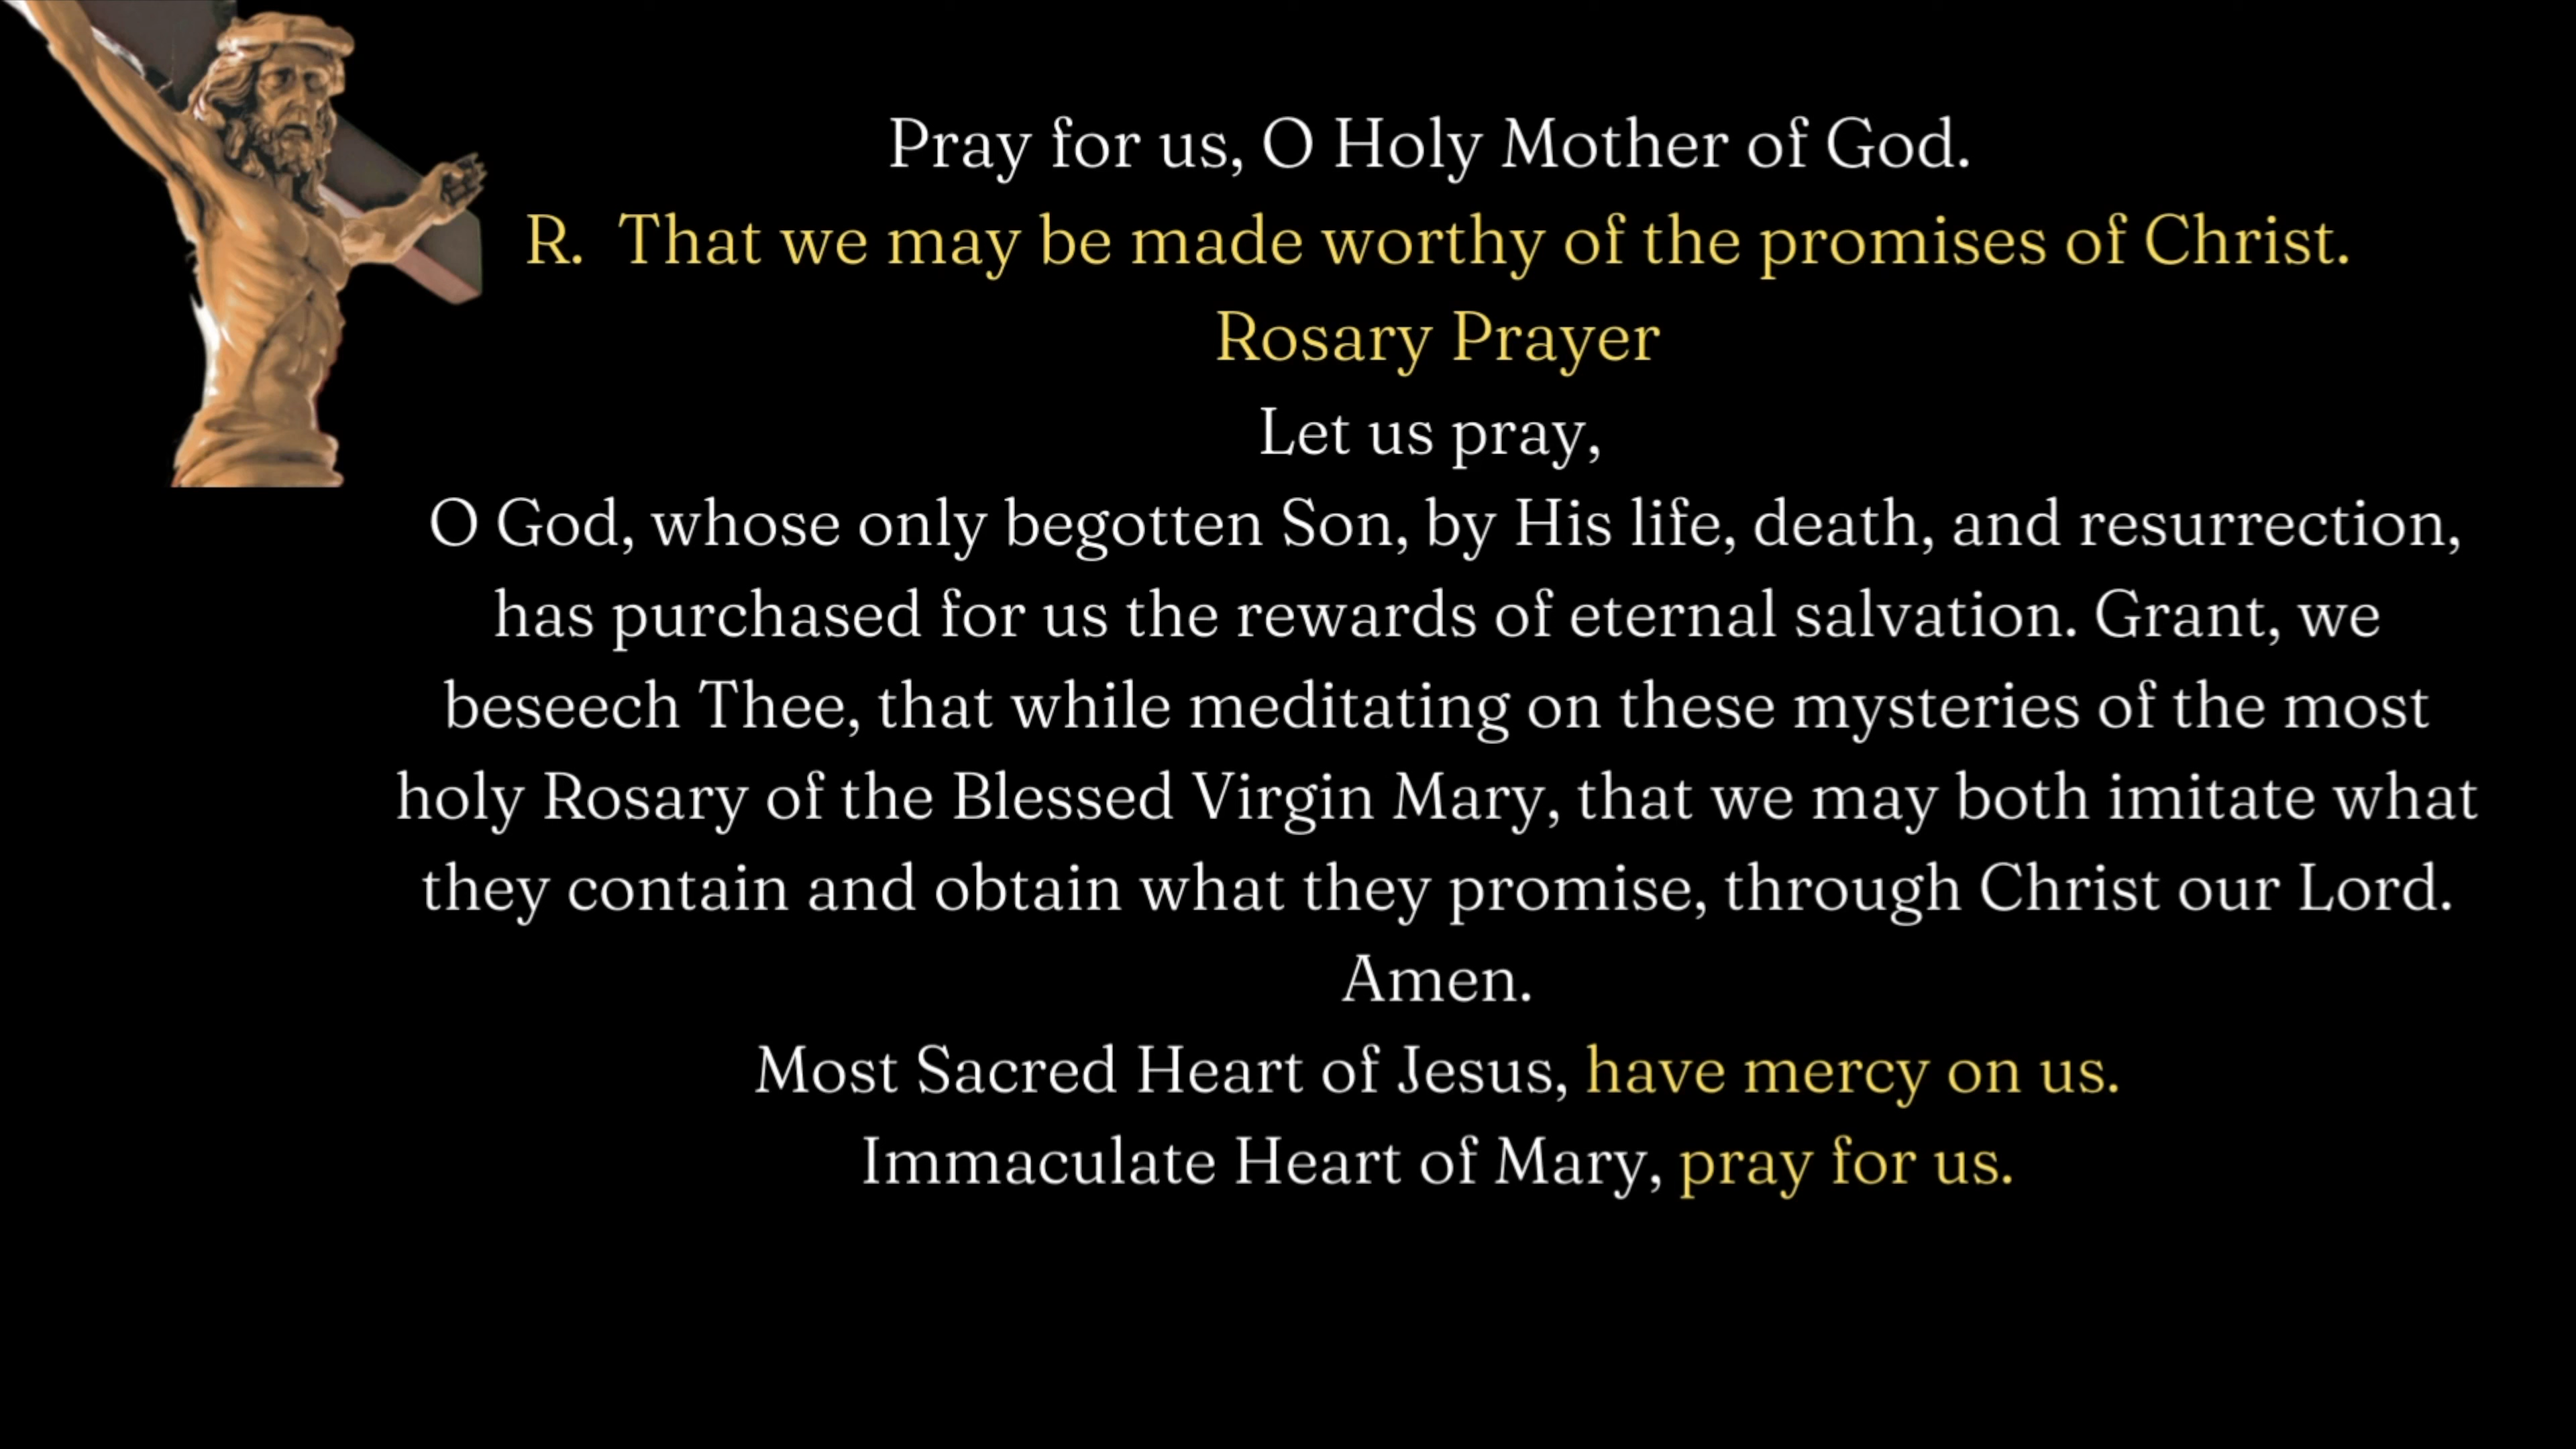 Pray for us, O Holy Mother of God.
R. That we may be made worthy of the promises of Christ.
Rosary Prayer
Let us pray,
O God, whose only begotten Son, by His life, death, and resurrection,
has purchased for us the rewards of eternal salvation. Grant, we
beseech Thee, that while meditating on these mysteries of the most
holy Rosary of the Blessed Virgin Mary, that we may both imitate what
they contain and obtain what they promise, through Christ our Lord.
Amen.
Most Sacred Heart of Jesus, have mercy on us.
Immaculate Heart of Mary, pray for us.